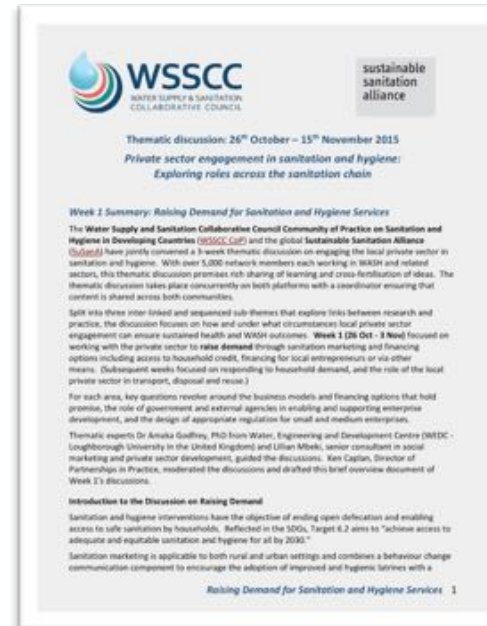 WSSCC
WATER SUPPLY & SANITATION
COLLABORATIVE COUNCIL
sustainable
sanitation
alliance
Thematic discussion: 26th October – 15th November 2015
Private sector engagement in sanitation and hygiene:
Exploring roles across the sanitation chain
Week 1 Summary: Raising Demand for Sanitation and Hygiene Services
The Water Supply and Sanitation Collaborative Council Community of Practice on Sanitation and
Hygiene in Developing Countries (WSSCC CoP) and the global Sustainable Sanitation Alliance
(SuSanA) have jointly convened a 3-week thematic discussion on engaging the local private sector in
sanitation and hygiene. With over 5,000 network members each working in WASH and related
sectors, this thematic discussion promises rich sharing of learning and cross-fertilisation of ideas. The
thematic discussion takes place concurrently on both platforms with a coordinator ensuring that
content is shared across both communities.
Split into three inter-linked and sequenced sub-themes that explore links between research and
practice, the discussion focuses on how and under what circumstances local private sector
engagement can ensure sustained health and WASH outcomes. Week 1 (26 Oct - 3 Nov) focused on
working with the private sector to raise demand through sanitation marketing and financing
options including access to household credit, financing for local entrepreneurs or via other
means. (Subsequent weeks focused on responding to household demand, and the role of the local
private sector in transport, disposal and reuse.)
For each area, key questions revolve around the business models and financing options that hold
promise, the role of government and external agencies in enabling and supporting enterprise
development, and the design of appropriate regulation for small and medium enterprises.
Thematic experts Dr Amaka Godfrey, PhD from Water, Engineering and Development Centre (WEDC -
Loughborough University in the United Kingdom) and Lillian Mbeki, senior consultant in social
marketing and private sector development, guided the discussions. Ken Caplan, Director of
Partnerships in Practice, moderated the discussions and drafted this brief overview document of
Week 1's discussions.
Introduction to the Discussion on Raising Demand
Sanitation and hygiene interventions have the objective of ending open defecation and enabling
access to safe sanitation by households. Reflected in the SDGs, Target 6.2 aims to "achieve access to
adequate and equitable sanitation and hygiene for all by 2030."
Sanitation marketing is applicable to both rural and urban settings and combines a behaviour change
communication component to encourage the adoption of improved and hygienic latrines with a
Raising Demand for Sanitation and Hygiene Services 1